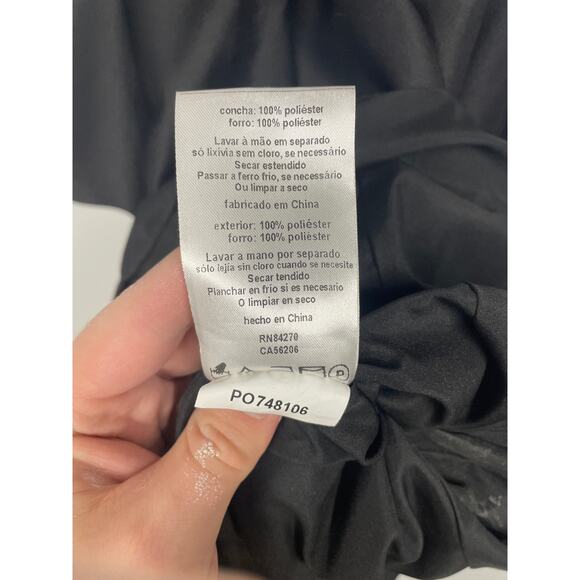 concha: 100% poliéster
forro: 100% poliéster
Lavar à mão em separado
só lixívia sem cloro, se necessário
Secar estendido
Passar a ferro frio, se necessário
Ou limpar a seco
fabricado em China
exterior: 100% poliéster
forro: 100% poliéster
Lavar a mano por separado
sólo lejía sin cloro cuando se necesite
Secar tendido
Planchar en frio si es necesario
O limpiar en seco
hecho en China
RN84270
CA56206
P
PO748106